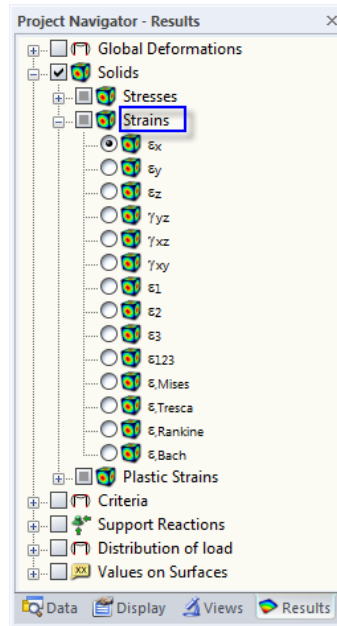 Project Navigator - Results
Global Deformations
Solids
Stresses
Strains
εx
εy
εz
γyz
γxz
γxy
ε1
ε2
ε3
ε123
ε,Mises
ε,Tresca
ε,Rankine
ε,Bach
Plastic Strains
Criteria
Support Reactions
Distribution of load
xx Values on Surfaces
Data Display Views Results